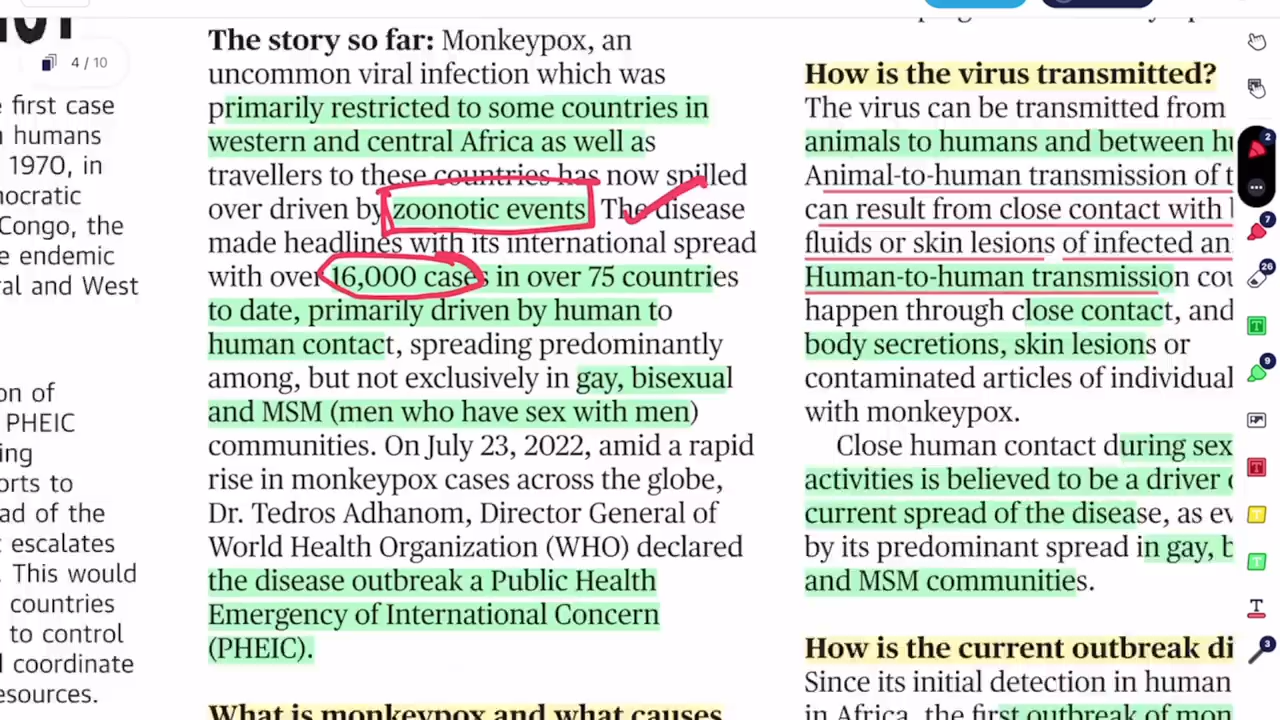 4 / 10
first case
humans
1970, in
ocratic
Congo, the
endemic
al and West
on of
PHEIC
ing
orts to
ad of the
escalates
This would
countries
to control
coordinate
esources.
The story so far: Monkeypox, an
uncommon viral infection which was
primarily restricted to some countries in
western and central Africa as well as
travellers to these countries has now spilled
over driven by zoonotic events. The disease
made headlines with its international spread
with over 16,000 cases in over 75 countries
to date, primarily driven by human to
human contact, spreading predominantly
among, but not exclusively in gay, bisexual
and MSM (men who have sex with men)
communities. On July 23, 2022, amid a rapid
rise in monkeypox cases across the globe,
Dr. Tedros Adhanom, Director General of
World Health Organization (WHO) declared
the disease outbreak a Public Health
Emergency of International Concern
(PHEIC).
What is monkeypox and what causes
How is the virus transmitted?
The virus can be transmitted from
animals to humans and between hu
Animal-to-human transmission of t
can result from close contact with
fluids or skin lesions of infected an
Human-to-human transmission cou
happen through close contact, and
body secretions, skin lesions or
contaminated articles of individual
with monkeypox.
Close human contact during sex
activities is believed to be a driver
current spread of the disease, as ev
by its predominant spread in gay, b
and MSM communities.
How is the current outbreak di
Since its initial detection in human
in Africa, the first outbreak of mon
2
7
26
9
3